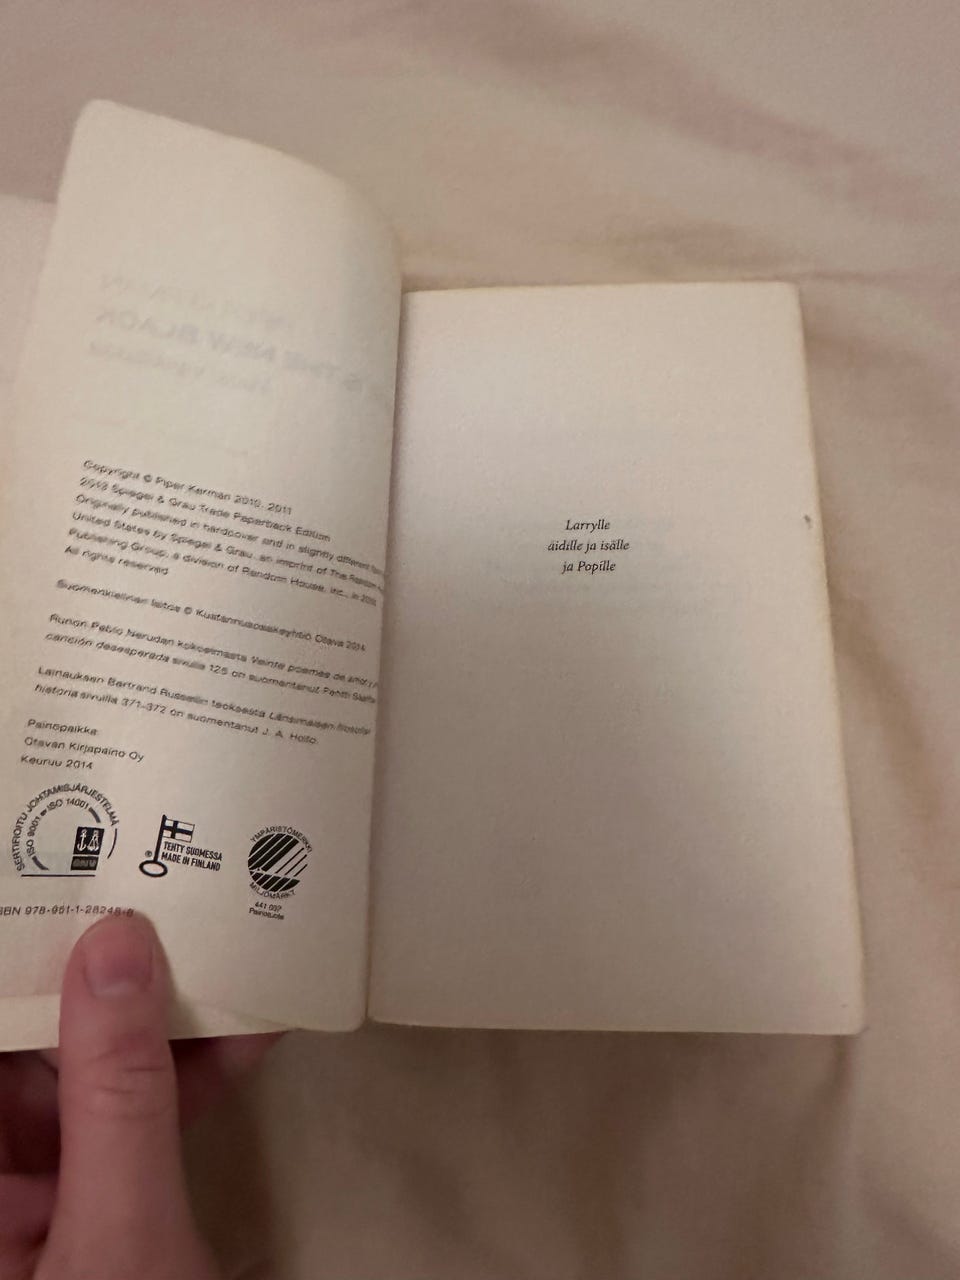 Copyright © Piper Kerman 2010, 2011
2013 Spiegel & Grau Trade Paperback Edition
Originally published in hardcover and in slightly different
United States by Spiegel & Grau, an imprint of The Random
Publishing Group, a division of Random House, Inc., in 2010.
All rights reserved
Suomenkielinen laitos © Kustannusosakeyhtiö Otava 2014
Runon Pablo Nerudan kokoelmasta Veinte poemas de amor y
canción desesperada sivulla 125 on suomentanut Pentti
Lainauksen Bertrand Russellin teoksesta Länsimaisen filosofian
historia sivuilla 371–372 on suomentanut J. A. Hollo.
Painopaikka:
Otavan Kirjapaino Oy
Keuruu 2014
SERTIFIOITU JOHTAMISJÄRJESTELMÄ
ISO 9001 ISO 14001
TEHTY SUOMESSA
MADE IN FINLAND
YMPÄRISTÖMERKKI
MILJÖMÄRKT
Painotuote
ISBN 978-951-1-28248-8
Larrylle
äidille ja isälle
ja Popille